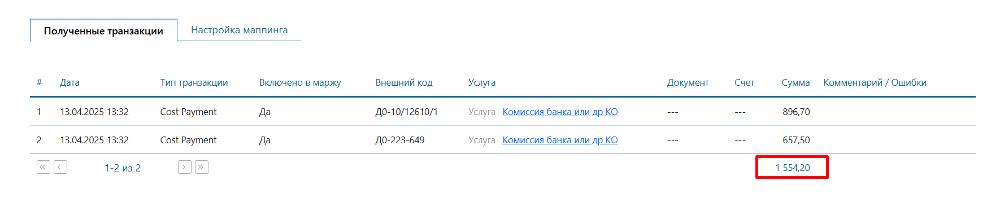 Полученные транзакции Настройка маппинга
# Дата Тип транзакции Включено в маржу Внешний код Услуга Документ Счет Сумма Комментарий / Ошибки
1 13.04.2025 13:32 Cost Payment Да Д0-10/12610/1 Услуга Комиссия банка или др КО --- --- 896,70
2 13.04.2025 13:32 Cost Payment Да Д0-223-649 Услуга Комиссия банка или др КО --- --- 657,50
« ‹ 1-2 из 2 › » 1 554,20